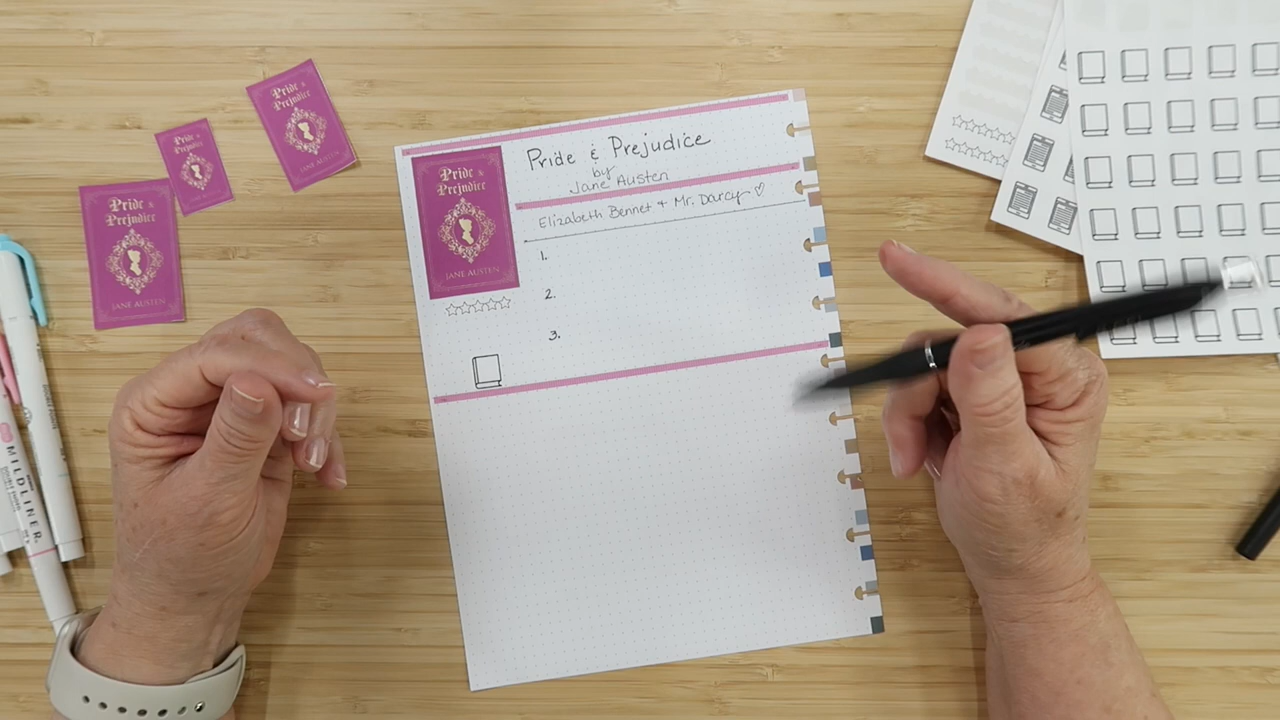 Pride &
Prejudice
JANE AUSTEN
Pride &
Prejudice
JANE AUSTEN
Pride &
Prejudice
JANE AUSTEN
Pride &
Prejudice
JANE AUSTEN
Pride & Prejudice
by
Jane Austen
Elizabeth Bennet + Mr. Darcy ♡
1.
2.
3.
MILDLINER